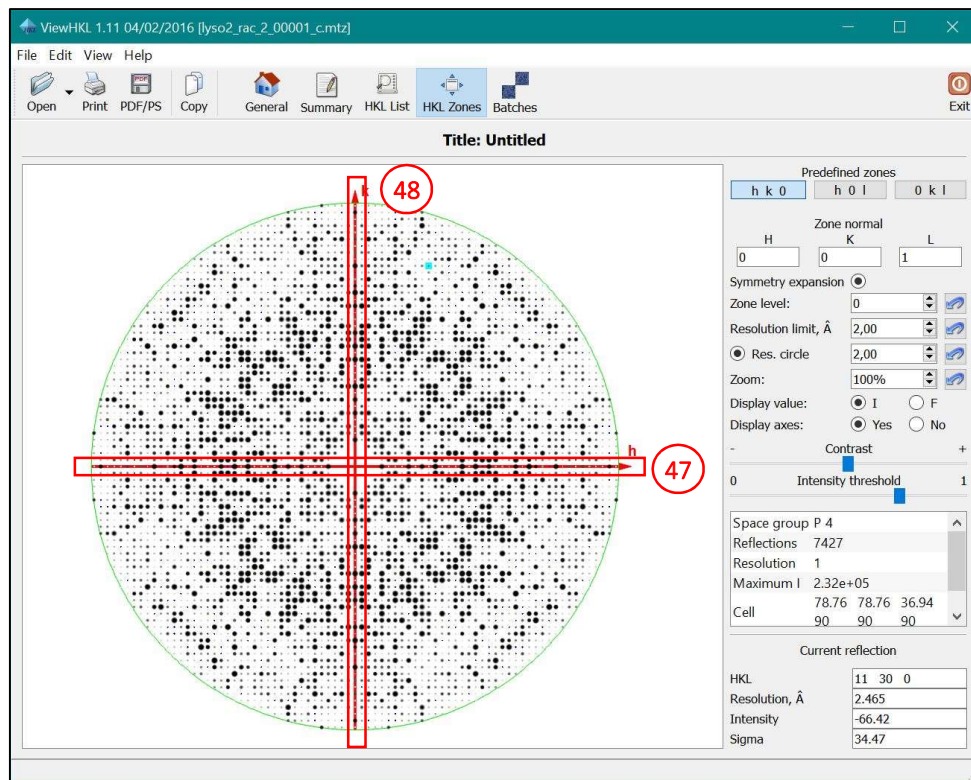 ViewHKL 1.11 04/02/2016 [lyso2_rac_2_00001_c.mtz]
File Edit View Help
Open Print PDF/PS Copy General Summary HKL List HKL Zones Batches Exit
Title: Untitled
k 48
h 47
Predefined zones
h k 0 h 0 l 0 k l
Zone normal
H K L
0 0 1
Symmetry expansion
Zone level: 0
Resolution limit, Â 2,00
Res. circle 2,00
Zoom: 100%
Display value: I F
Display axes: Yes No
- Contrast +
0 Intensity threshold 1
Space group P 4
Reflections 7427
Resolution 1
Maximum I 2.32e+05
Cell 78.76 78.76 36.94
90 90 90
Current reflection
HKL 11 30 0
Resolution, Â 2.465
Intensity -66.42
Sigma 34.47